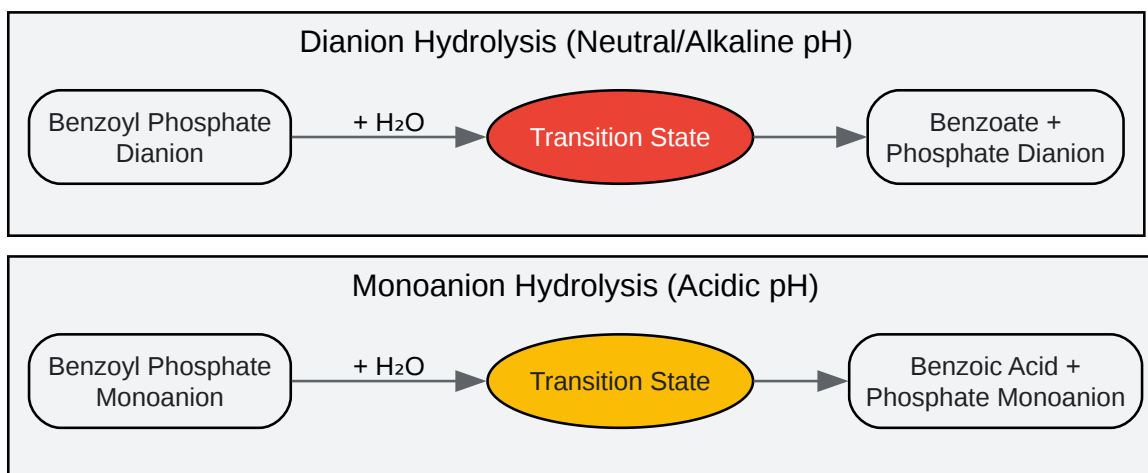 Dianion Hydrolysis (Neutral/Alkaline pH)
Benzoyl Phosphate
Dianion
+ H₂O
Transition State
Benzoate +
Phosphate Dianion
Monoanion Hydrolysis (Acidic pH)
Benzoyl Phosphate
Monoanion
+ H₂O
Transition State
Benzoic Acid +
Phosphate Monoanion